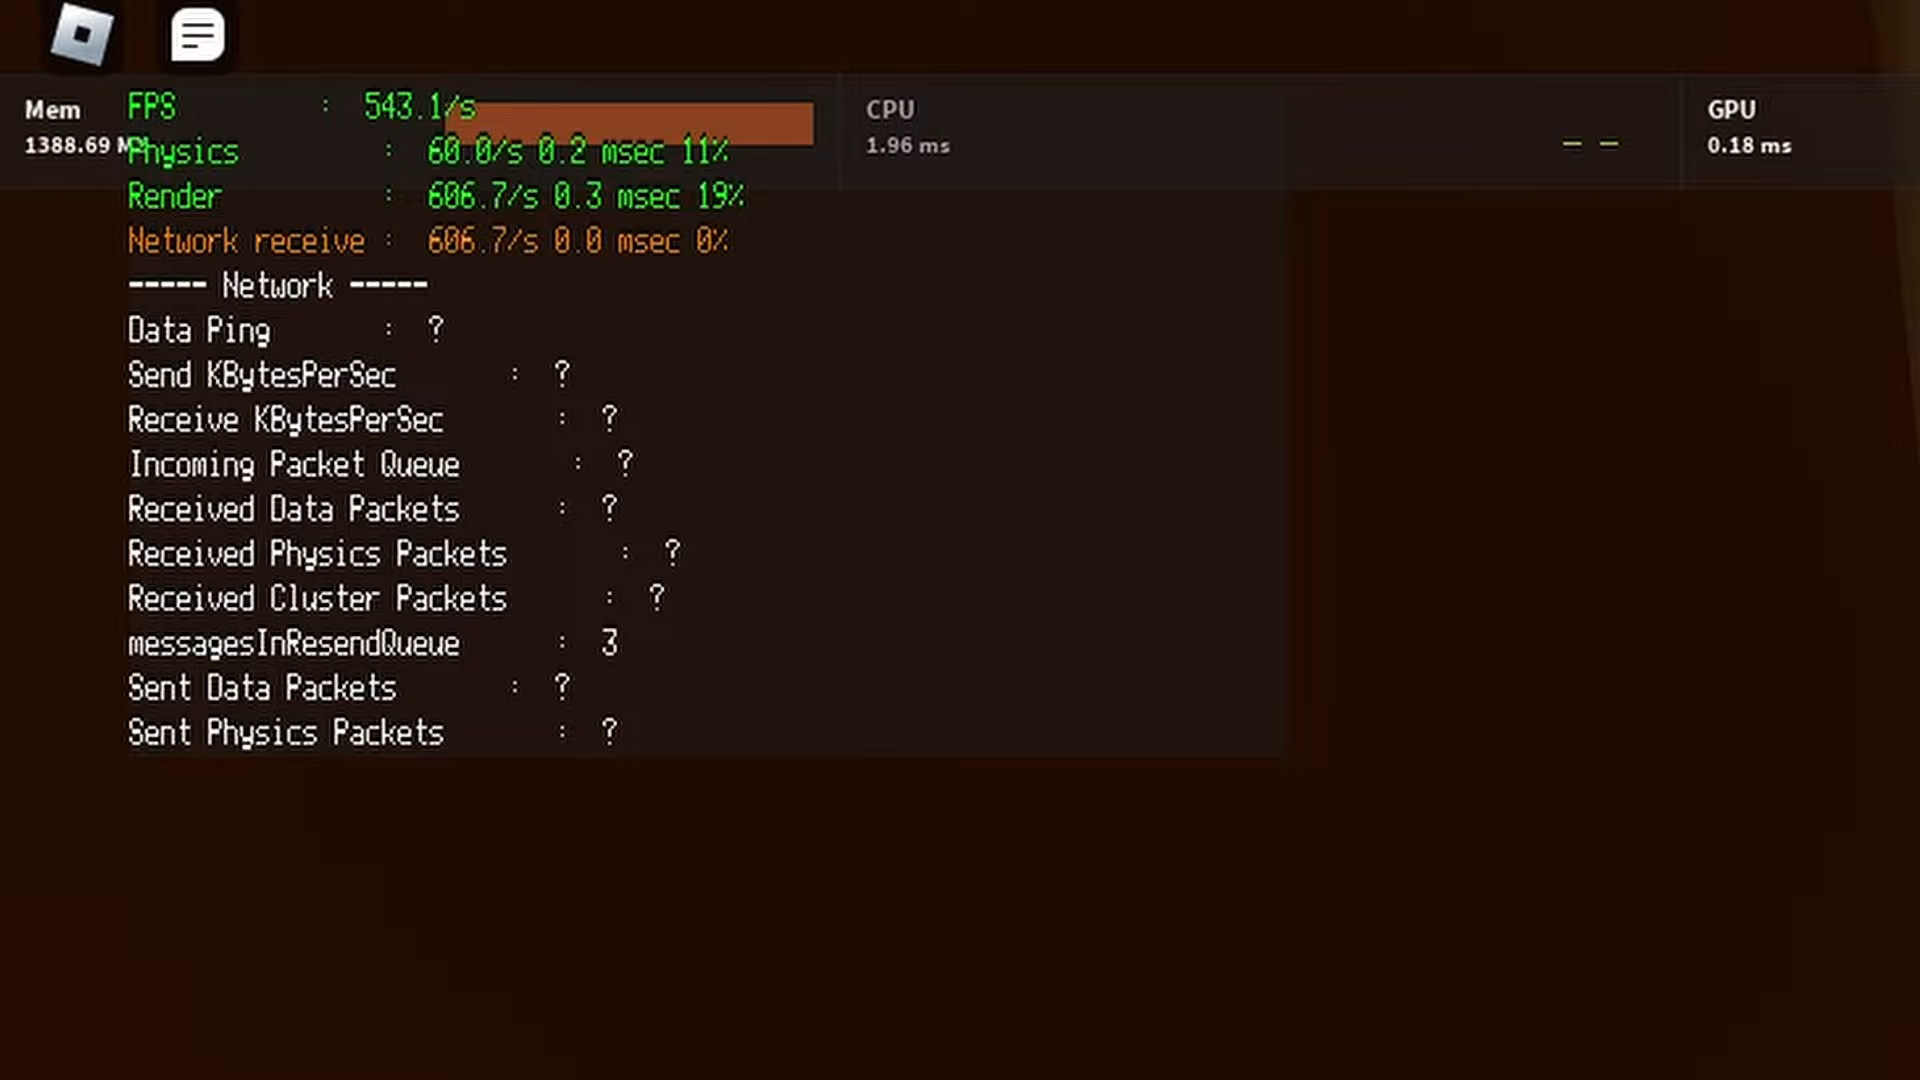 Mem
1388.69 M
CPU
1.96 ms
GPU
0.18 ms
FPS : 543.1/s
Physics : 60.0/s 0.2 msec 11%
Render : 606.7/s 0.3 msec 19%
Network receive : 606.7/s 0.0 msec 0%
----- Network -----
Data Ping : ?
Send KBytesPerSec : ?
Receive KBytesPerSec : ?
Incoming Packet Queue : ?
Received Data Packets : ?
Received Physics Packets : ?
Received Cluster Packets : ?
messagesInResendQueue : 3
Sent Data Packets : ?
Sent Physics Packets : ?